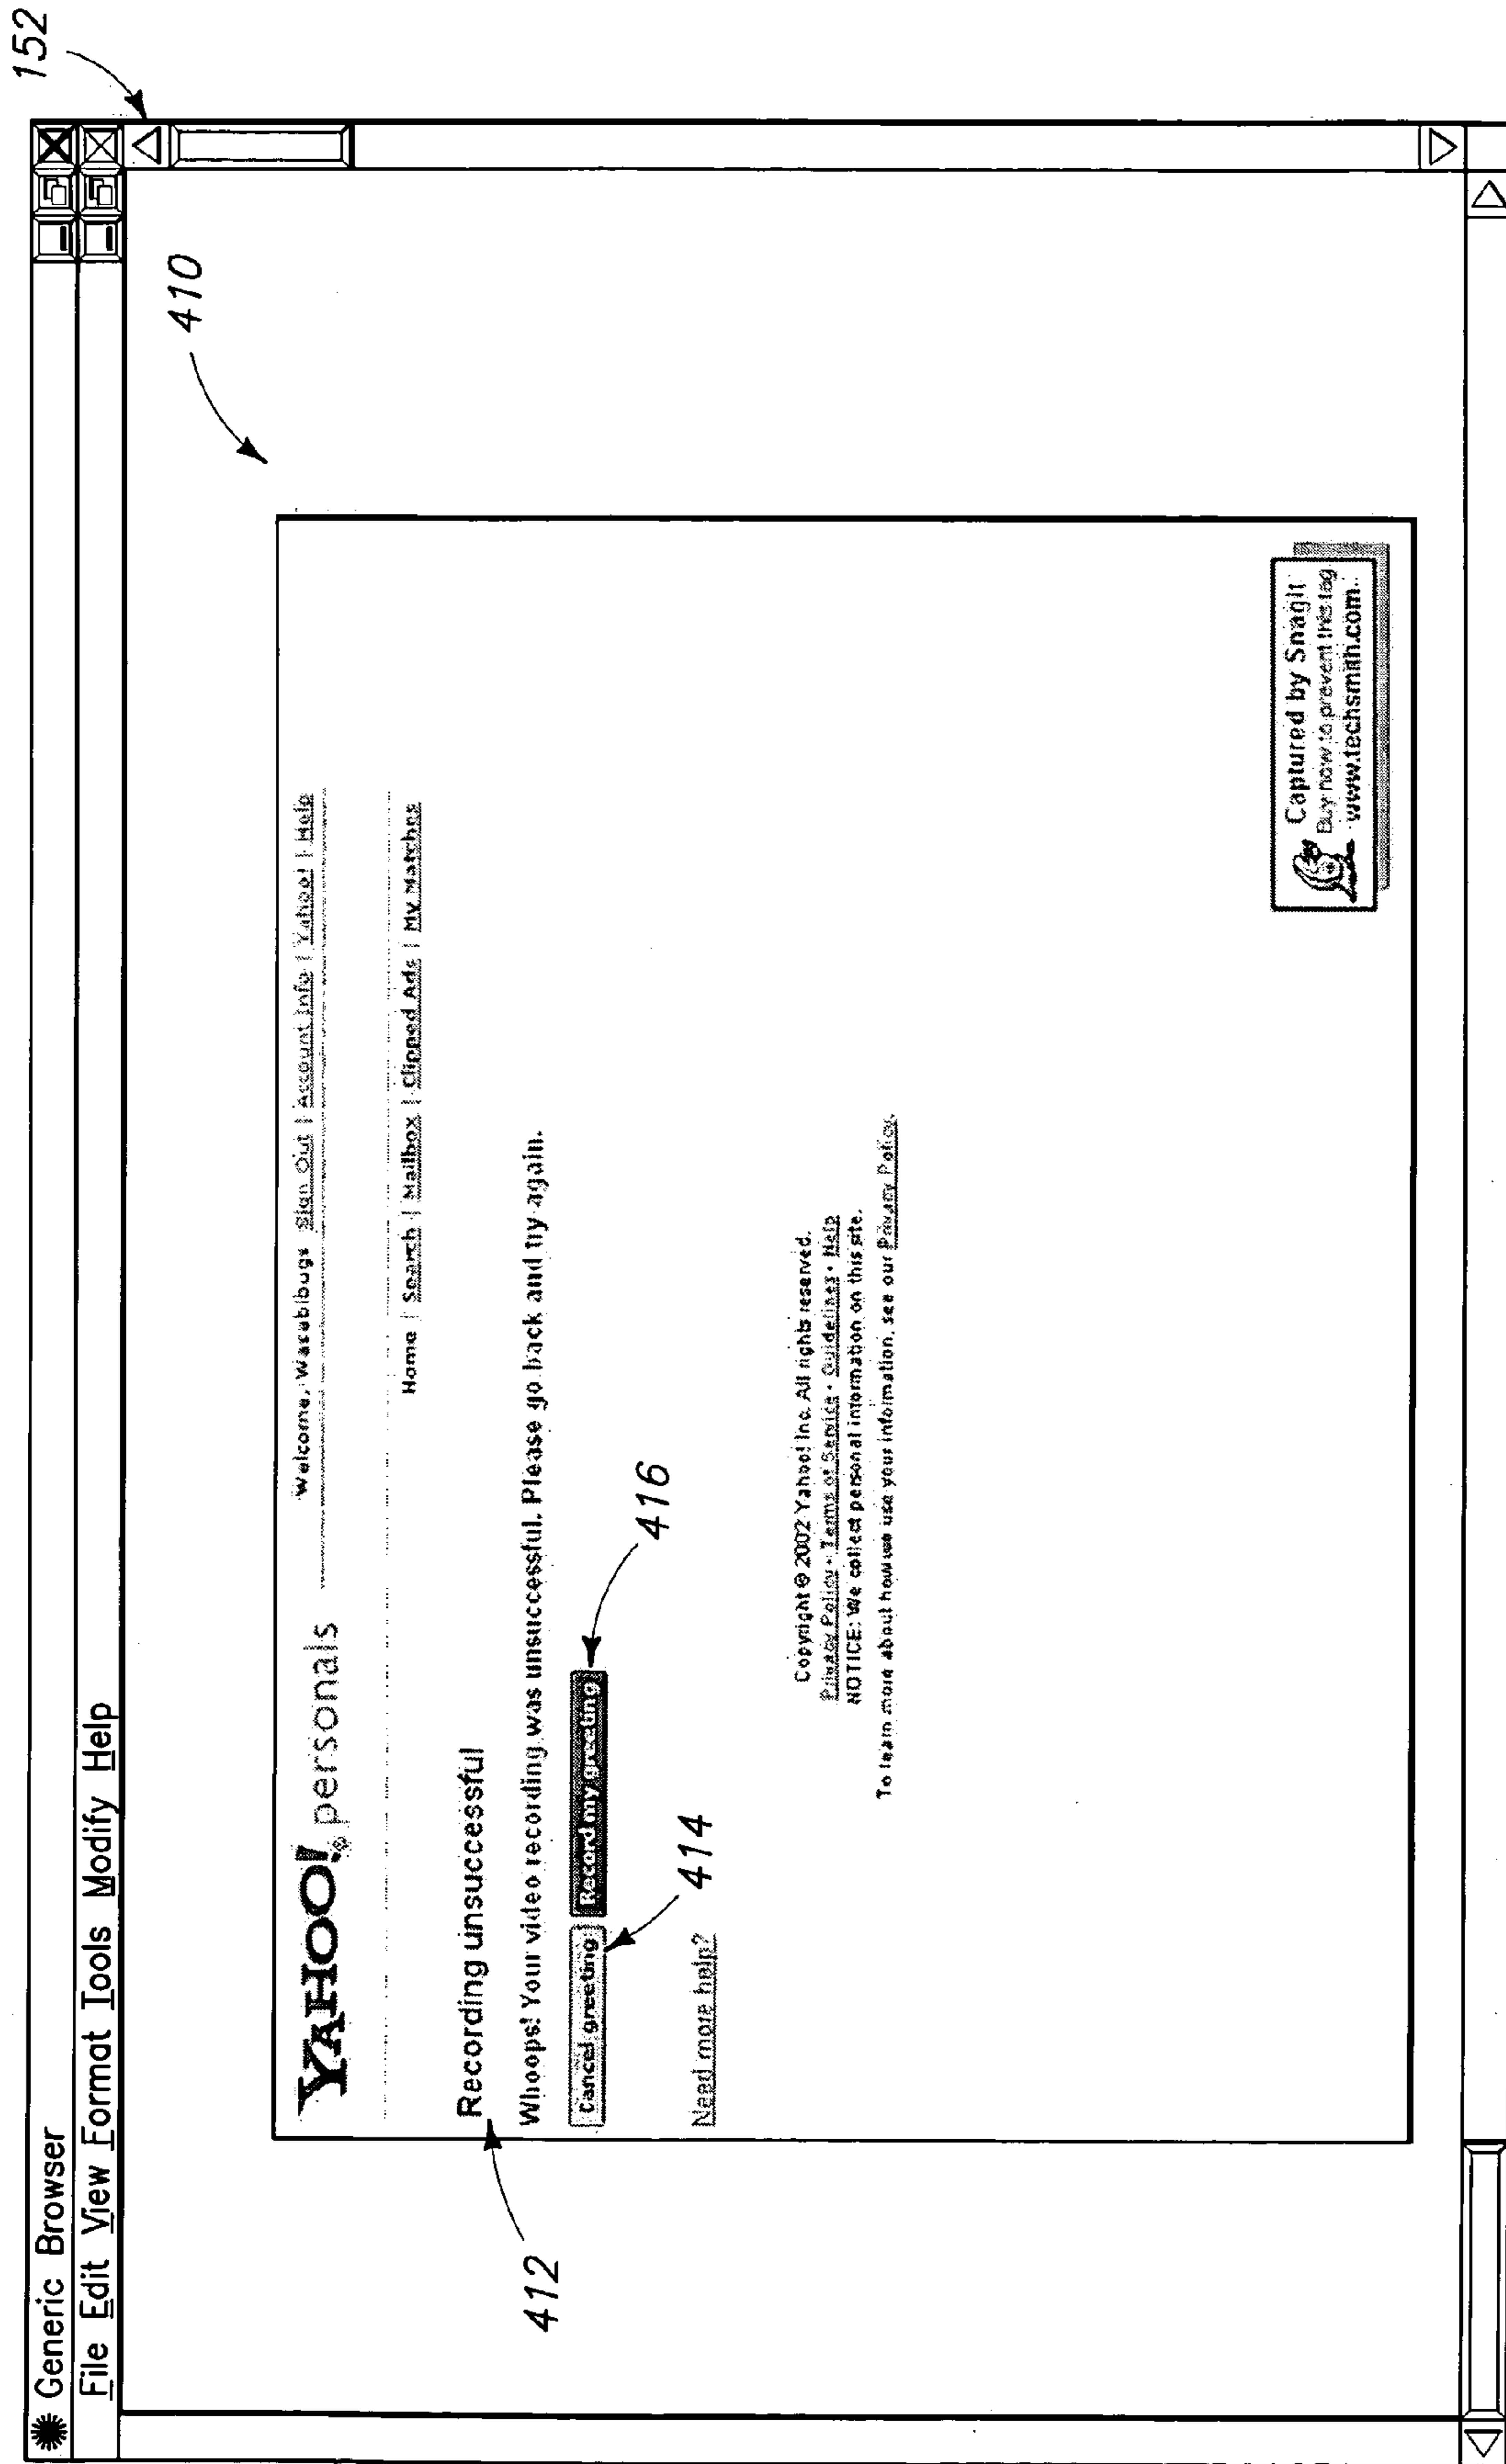 152
Generic Browser
File Edit View Format Tools Modify Help
410
YAHOO! personals
Welcome, Wasabibugs Sign Out | Account Info | Yahoo! | Help
Home | Search | Mailbox | Clipped Ads | My Matches
Recording unsuccessful
412
Whoops! Your video recording was unsuccessful. Please go back and try again.
Cancel greeting Record my greeting
416
414
Need more help?
Copyright © 2002 Yahoo! Inc. All rights reserved.
Privacy Policy - Terms of Service - Guidelines - Help
NOTICE: We collect personal information on this site.
To learn more about how we use your information, see our Privacy Policy.
Captured by SnagIt
Buy now to prevent this tag
www.techsmith.com